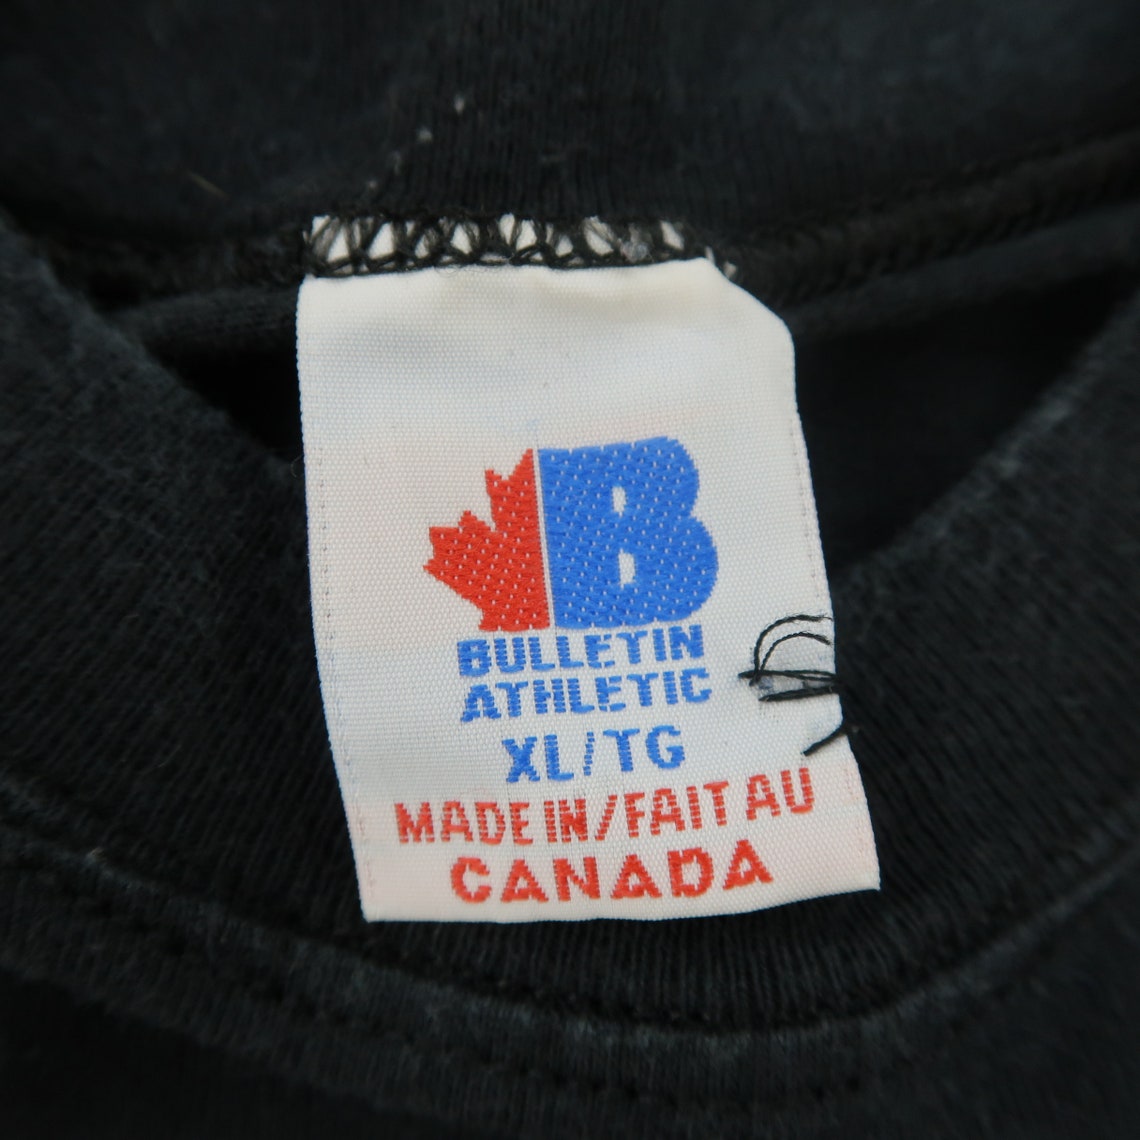 B
BULLETIN
ATHLETIC
XL/TG
MADE IN/FAIT AU
CANADA